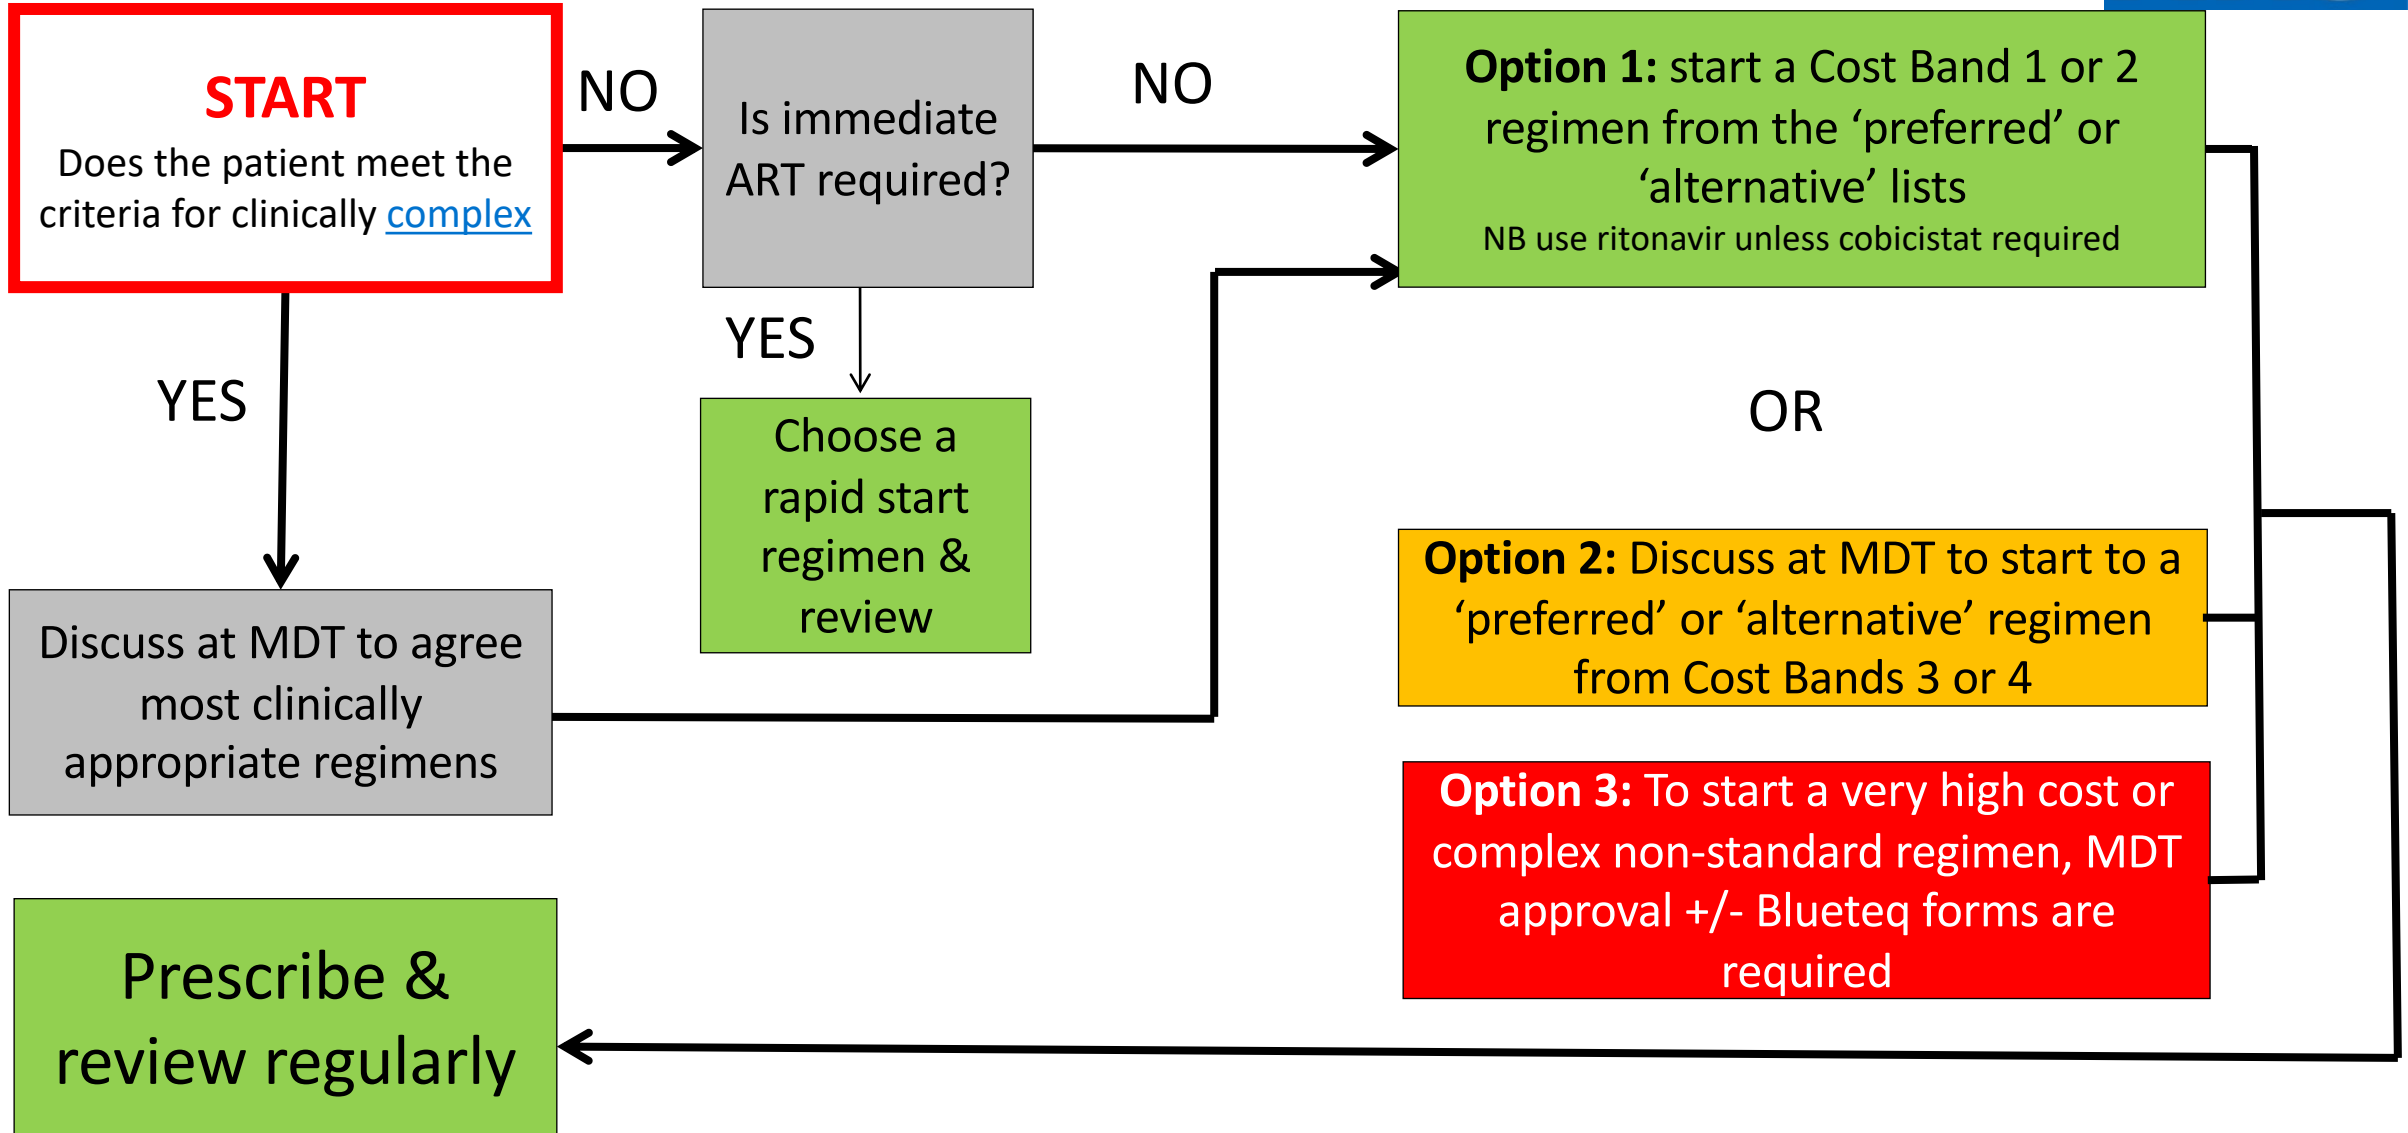 START
Does the patient meet the
criteria for clinically complex
NO
Is immediate
ART required?
NO
Option 1: start a Cost Band 1 or 2
regimen from the ‘preferred’ or
‘alternative’ lists
NB use ritonavir unless cobicistat required
YES
YES
Choose a
rapid start
regimen &
review
OR
Discuss at MDT to agree
most clinically
appropriate regimens
Option 2: Discuss at MDT to start to a
‘preferred’ or ‘alternative’ regimen
from Cost Bands 3 or 4
Option 3: To start a very high cost or
complex non-standard regimen, MDT
approval +/- Blueteq forms are
required
Prescribe &
review regularly